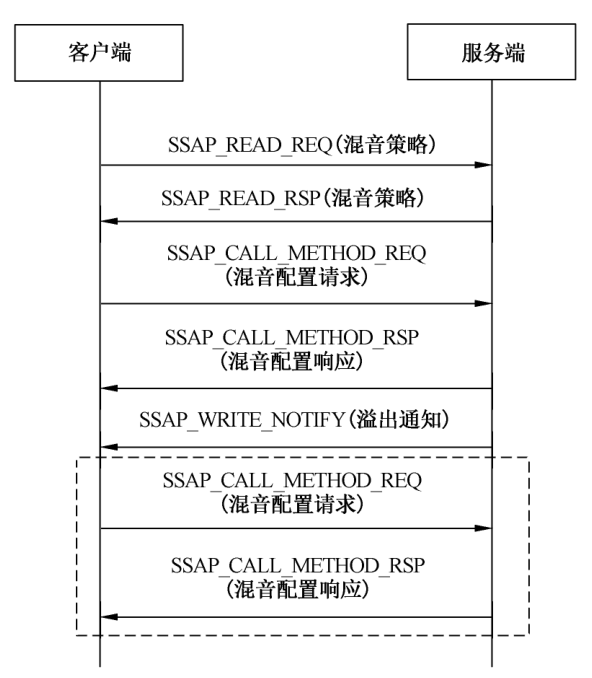 客户端
服务端
SSAP_READ_REQ(混音策略)
SSAP_READ_RSP(混音策略)
SSAP_CALL_METHOD_REQ
(混音配置请求)
SSAP_CALL_METHOD_RSP
(混音配置响应)
SSAP_WRITE_NOTIFY(溢出通知)
SSAP_CALL_METHOD_REQ
(混音配置请求)
SSAP_CALL_METHOD_RSP
(混音配置响应)